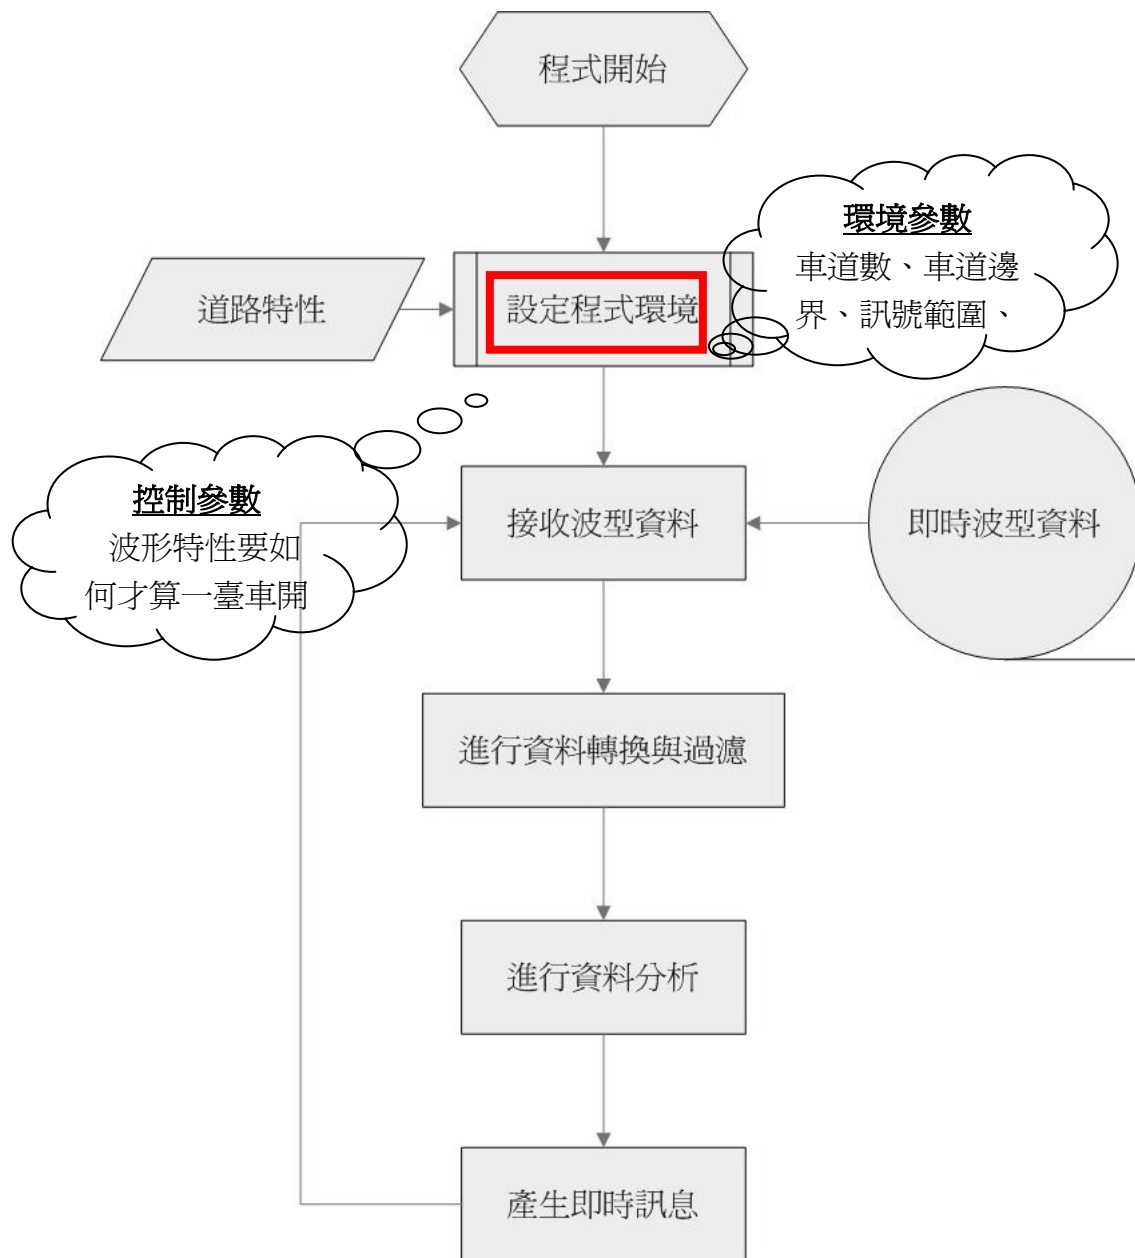 程式開始
環境參數
車道數、車道邊
界、訊號範圍、
道路特性
設定程式環境
控制參數
波形特性要如
何才算一臺車開
接收波型資料
即時波型資料
進行資料轉換與過濾
進行資料分析
產生即時訊息